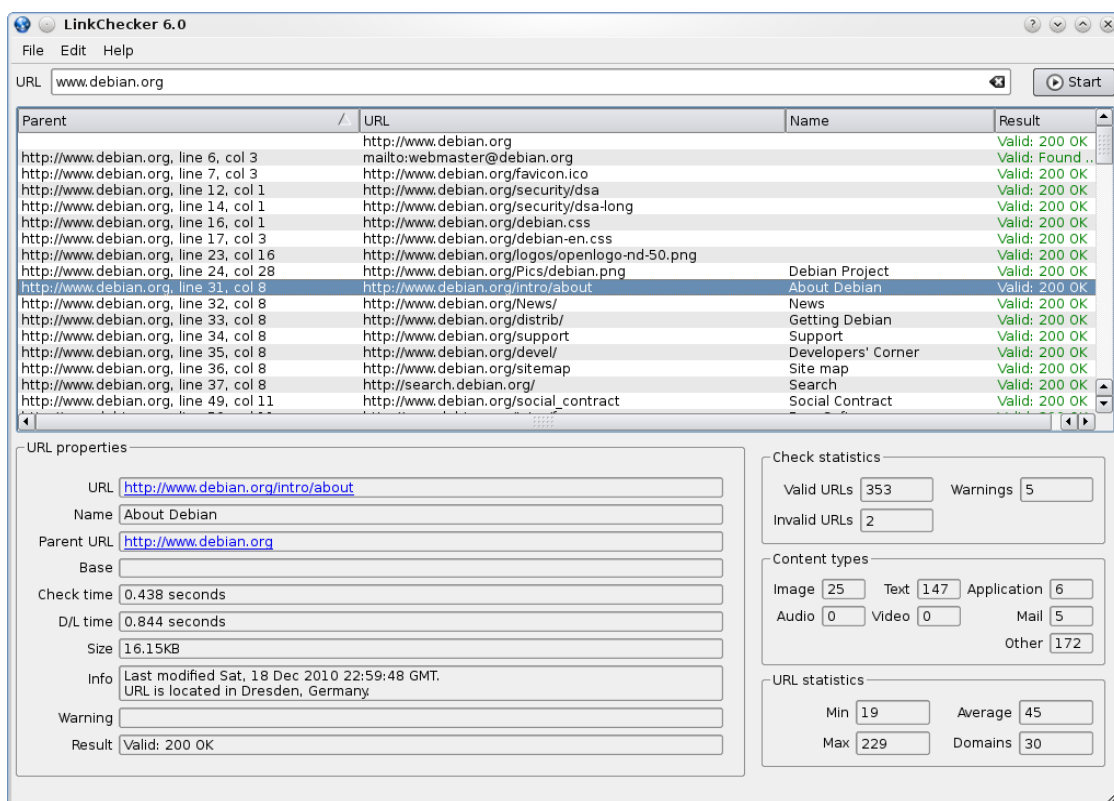 LinkChecker 6.0
File Edit Help
URL www.debian.org Start
Parent URL Name Result
http://www.debian.org Valid: 200 OK
http://www.debian.org, line 6, col 3 mailto:webmaster@debian.org Valid: Found ..
http://www.debian.org, line 7, col 3 http://www.debian.org/favicon.ico Valid: 200 OK
http://www.debian.org, line 12, col 1 http://www.debian.org/security/dsa Valid: 200 OK
http://www.debian.org, line 14, col 1 http://www.debian.org/security/dsa-long Valid: 200 OK
http://www.debian.org, line 16, col 1 http://www.debian.org/debian.css Valid: 200 OK
http://www.debian.org, line 17, col 3 http://www.debian.org/debian-en.css Valid: 200 OK
http://www.debian.org, line 23, col 16 http://www.debian.org/logos/openlogo-nd-50.png Valid: 200 OK
http://www.debian.org, line 24, col 28 http://www.debian.org/Pics/debian.png Debian Project Valid: 200 OK
http://www.debian.org, line 31, col 8 http://www.debian.org/intro/about About Debian Valid: 200 OK
http://www.debian.org, line 32, col 8 http://www.debian.org/News/ News Valid: 200 OK
http://www.debian.org, line 33, col 8 http://www.debian.org/distrib/ Getting Debian Valid: 200 OK
http://www.debian.org, line 34, col 8 http://www.debian.org/support Support Valid: 200 OK
http://www.debian.org, line 35, col 8 http://www.debian.org/devel/ Developers' Corner Valid: 200 OK
http://www.debian.org, line 36, col 8 http://www.debian.org/sitemap Site map Valid: 200 OK
http://www.debian.org, line 37, col 8 http://search.debian.org/ Search Valid: 200 OK
http://www.debian.org, line 49, col 11 http://www.debian.org/social_contract Social Contract Valid: 200 OK
URL properties
URL http://www.debian.org/intro/about
Name About Debian
Parent URL http://www.debian.org
Base
Check time 0.438 seconds
D/L time 0.844 seconds
Size 16.15KB
Info Last modified Sat, 18 Dec 2010 22:59:48 GMT.
URL is located in Dresden, Germany.
Warning
Result Valid: 200 OK
Check statistics
Valid URLs 353 Warnings 5
Invalid URLs 2
Content types
Image 25 Text 147 Application 6
Audio 0 Video 0 Mail 5
Other 172
URL statistics
Min 19 Average 45
Max 229 Domains 30